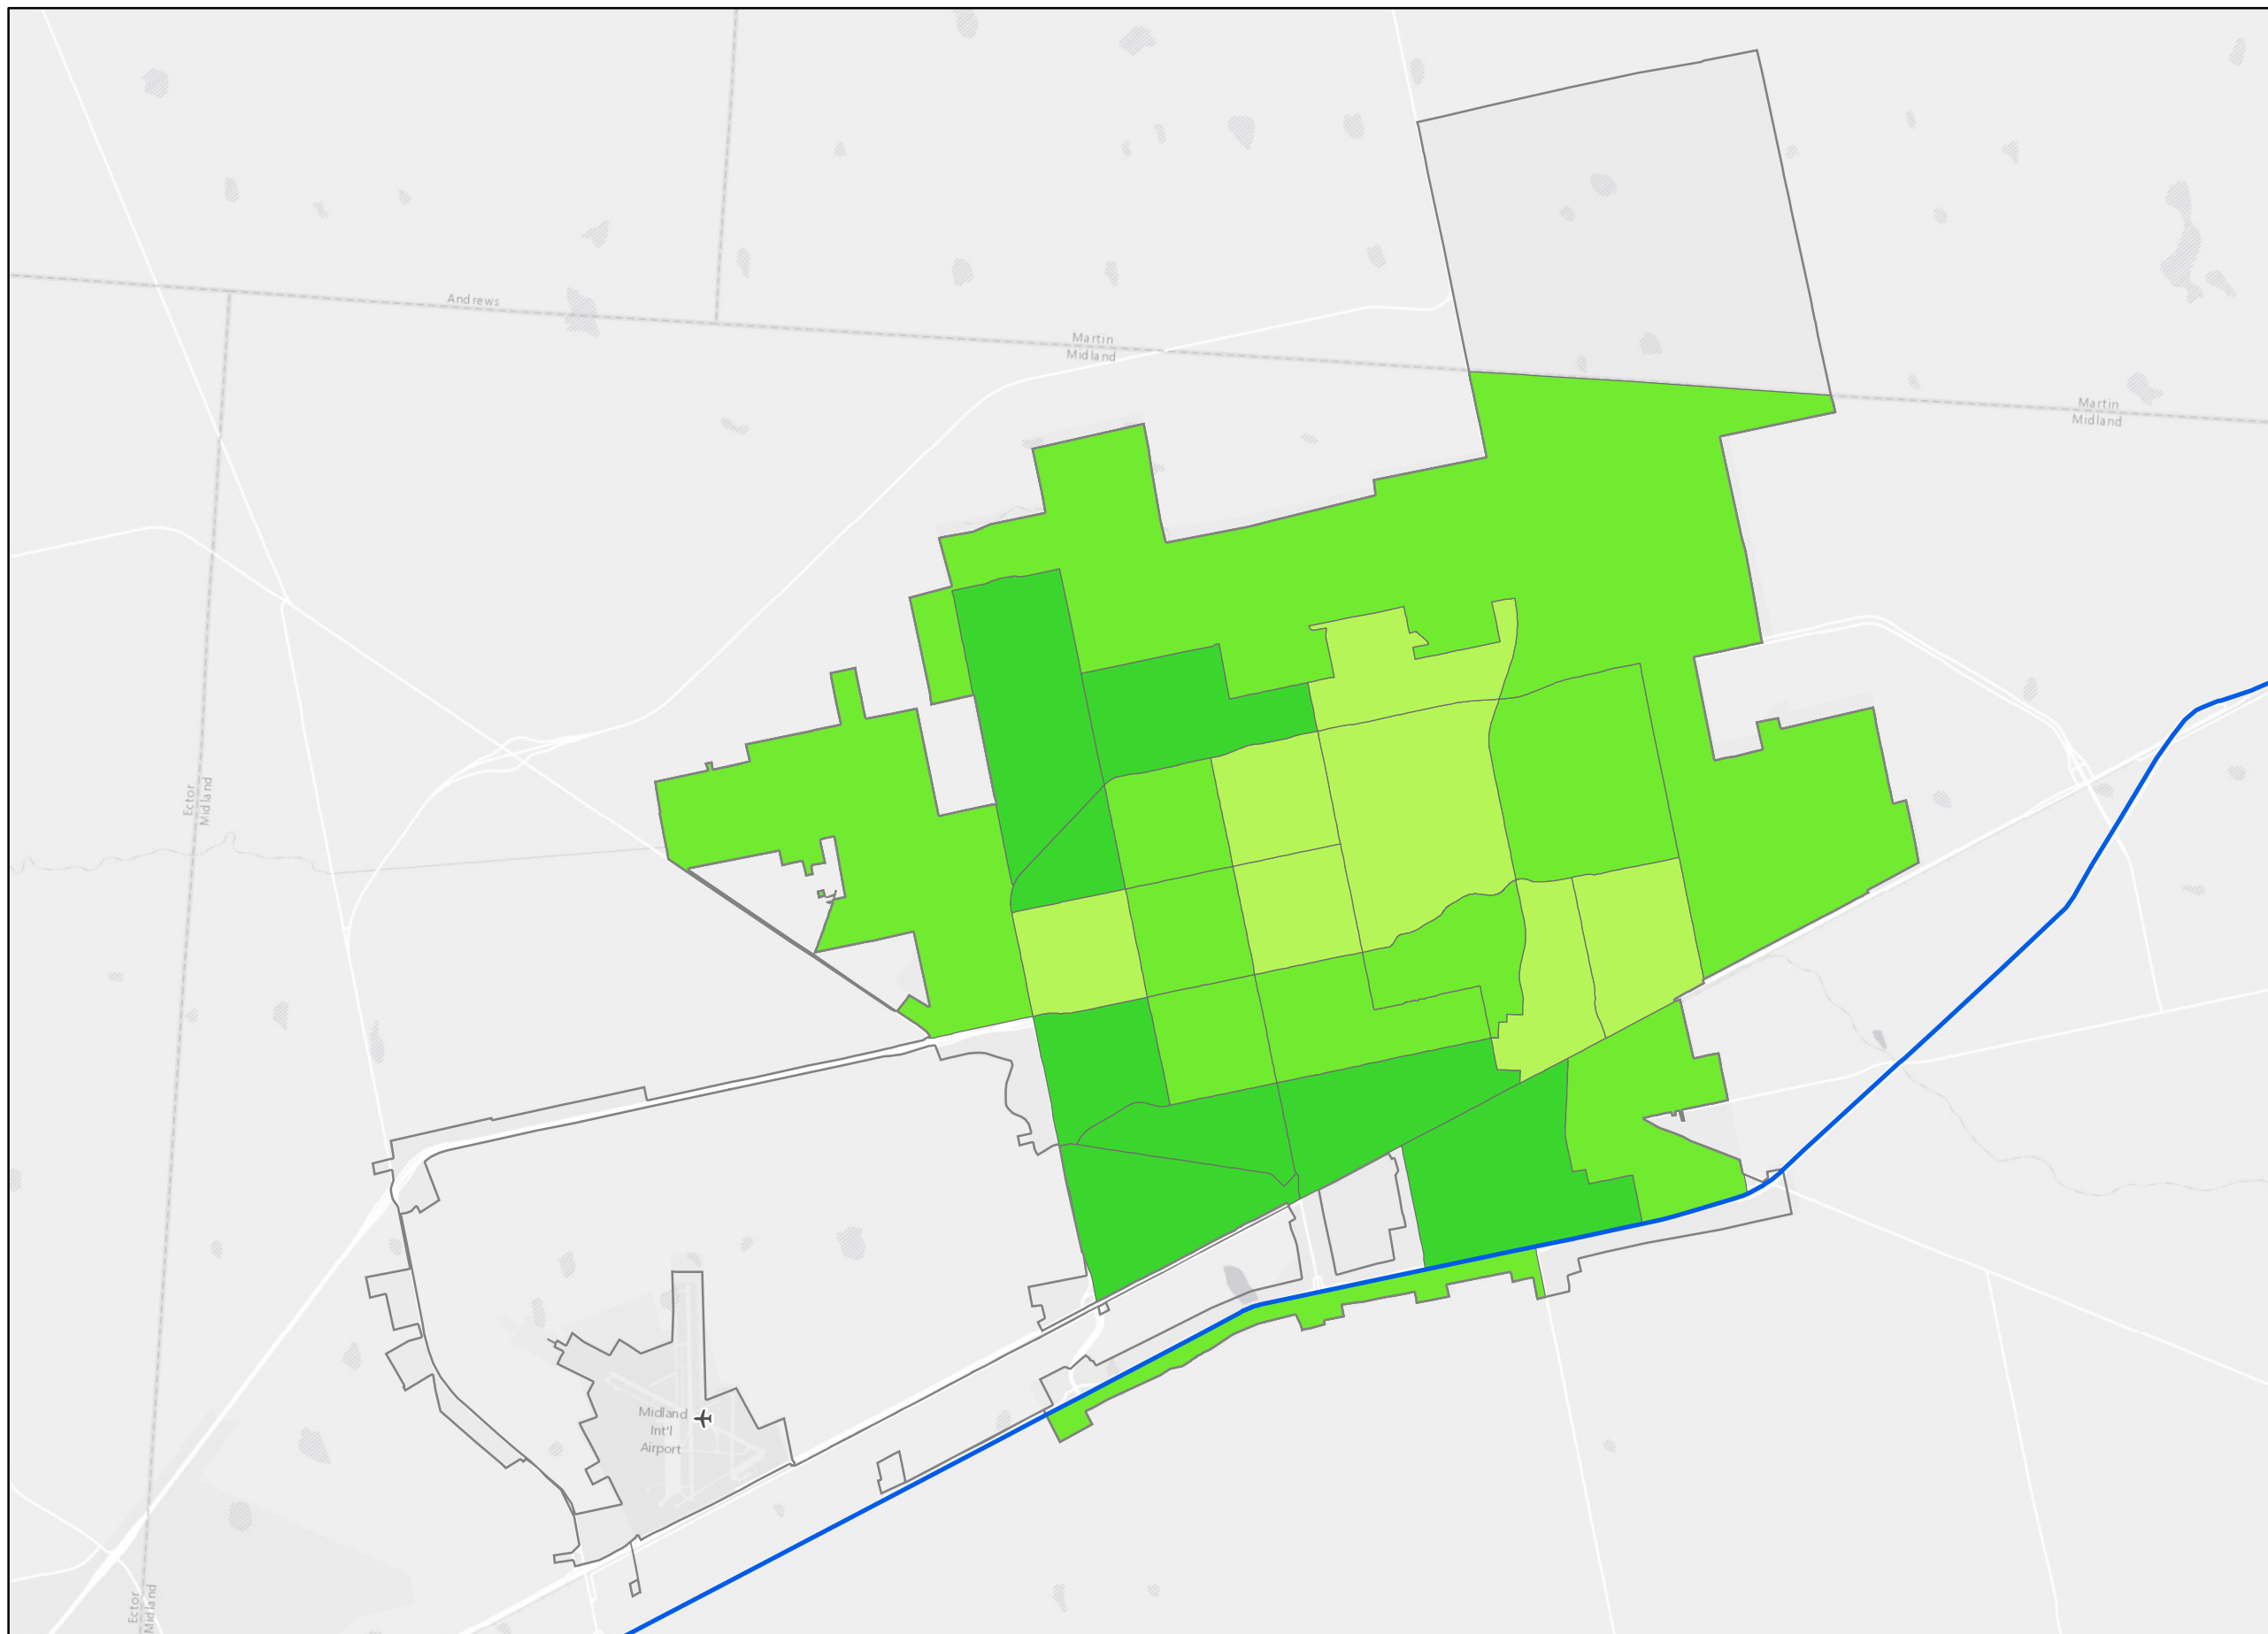 Andrews
Martin
Midland
Martin
Midland
Ector
Midland
Midland
Int'l
Airport
Ector
Midland